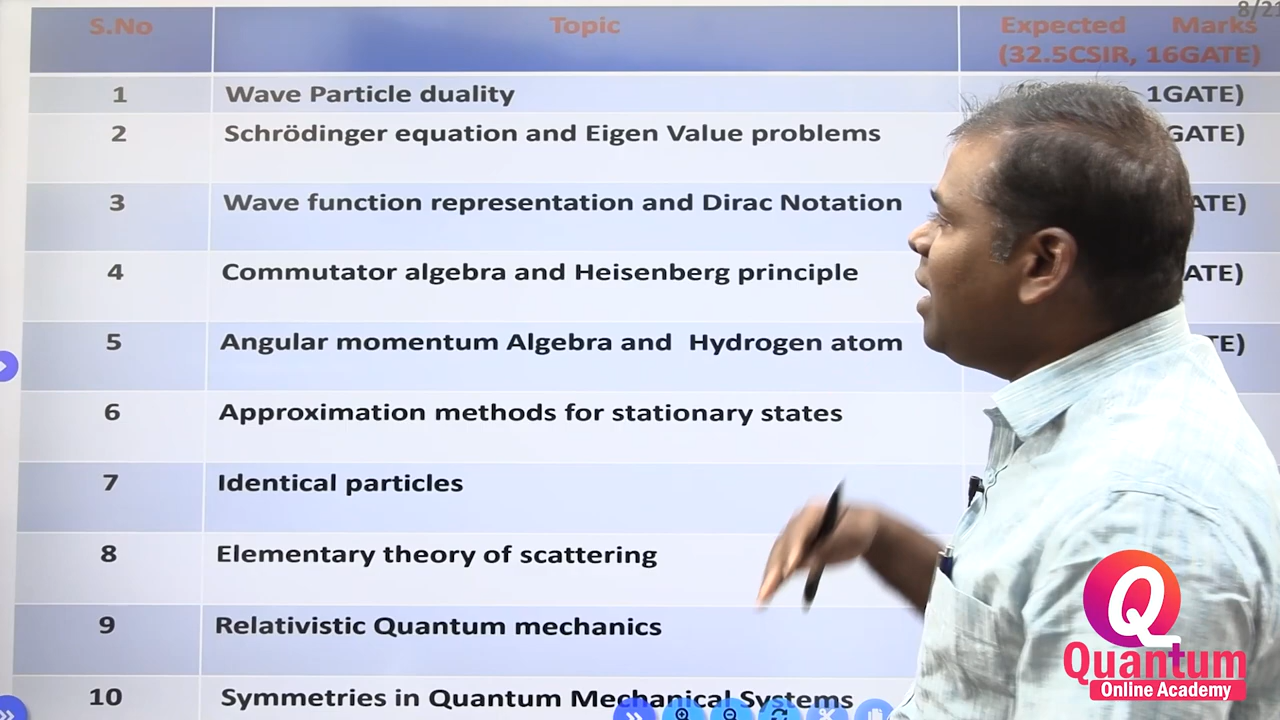 8/21
S.No Topic Expected Marks
(32.5CSIR, 16GATE)
1 Wave Particle duality 1GATE)
2 Schrödinger equation and Eigen Value problems GATE)
3 Wave function representation and Dirac Notation ATE)
4 Commutator algebra and Heisenberg principle ATE)
5 Angular momentum Algebra and Hydrogen atom TE)
6 Approximation methods for stationary states
7 Identical particles
8 Elementary theory of scattering
9 Relativistic Quantum mechanics
10 Symmetries in Quantum Mechanical Systems
Q
Quantum
Online Academy